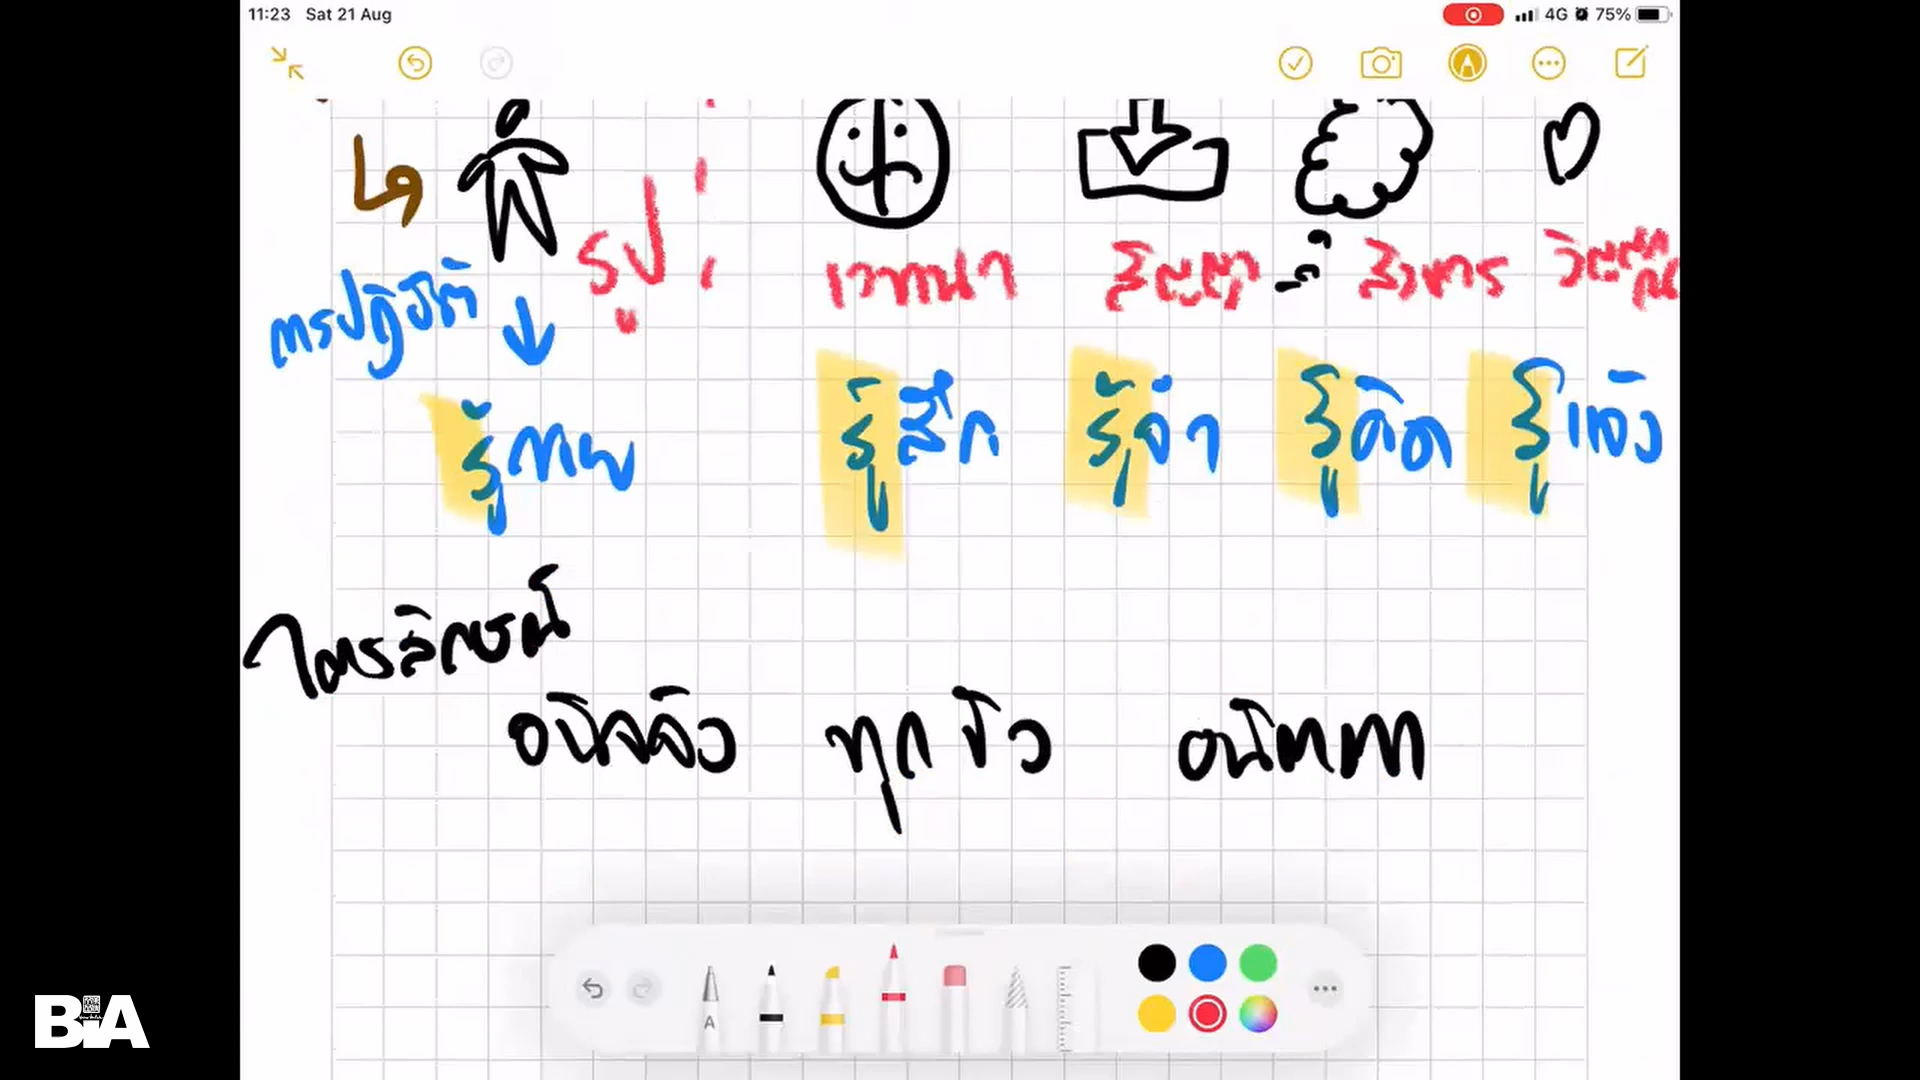 11:23 Sat 21 Aug 4G 75%
รูป เวทนา สัญญา สังขาร วิญญาณ
การปฏิบัติ
รู้กาย รู้สึก รู้จำ รู้คิด รู้แจ้ง
ไตรลักษณ์
อนิจจัง ทุกขัง อนัตตา
A
BIA